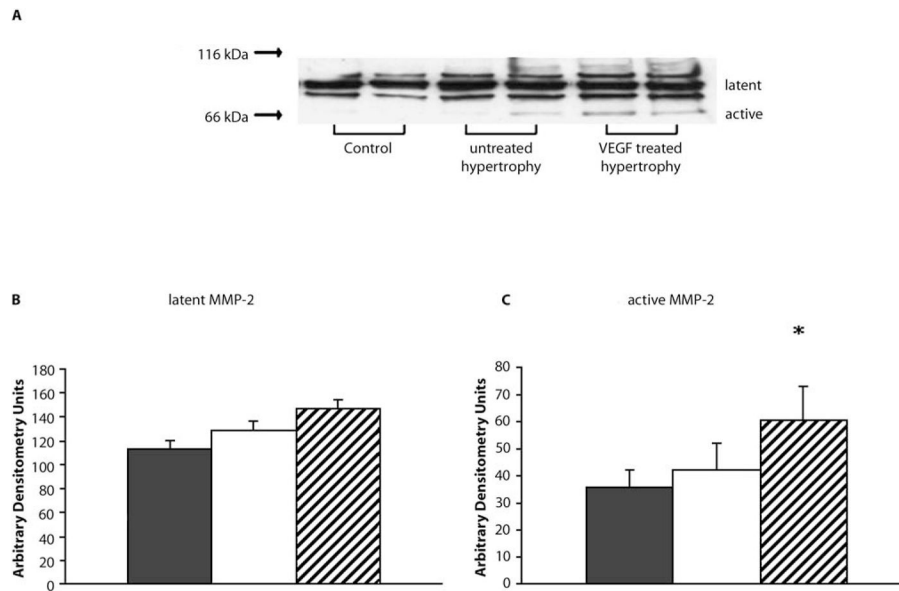 A
116 kDa
latent
66 kDa
active
Control
untreated
hypertrophy
VEGF treated
hypertrophy
B
latent MMP-2
Arbitrary Densitometry Units
180
160
140
120
100
80
60
40
20
0
C
active MMP-2
*
Arbitrary Densitometry Units
80
70
60
50
40
30
20
10
0